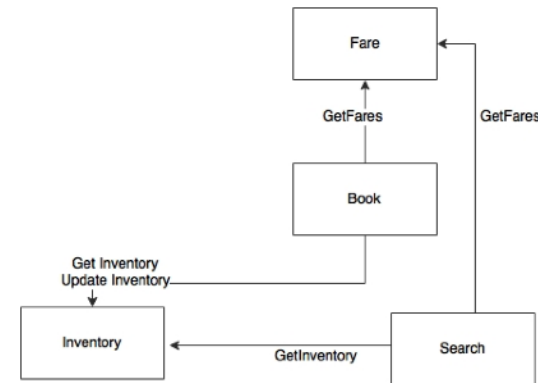 Fare
GetFares
GetFares
Book
Get Inventory
Update Inventory
Inventory
GetInventory
Search